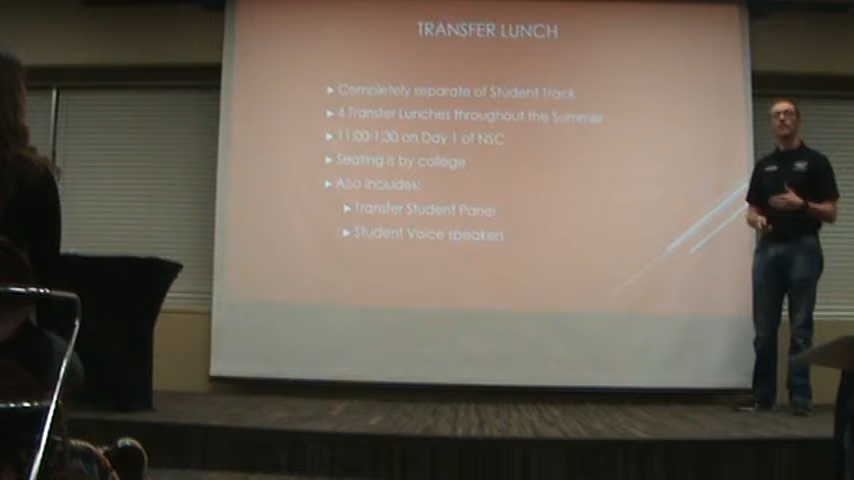 TRANSFER LUNCH
Completely separate of Student Track
4 Transfer Lunches throughout the Summer
11:00-1:30 on Day 1 of NSC
Seating is by college
Also includes:
Transfer Student Panel
Student Voice speakers